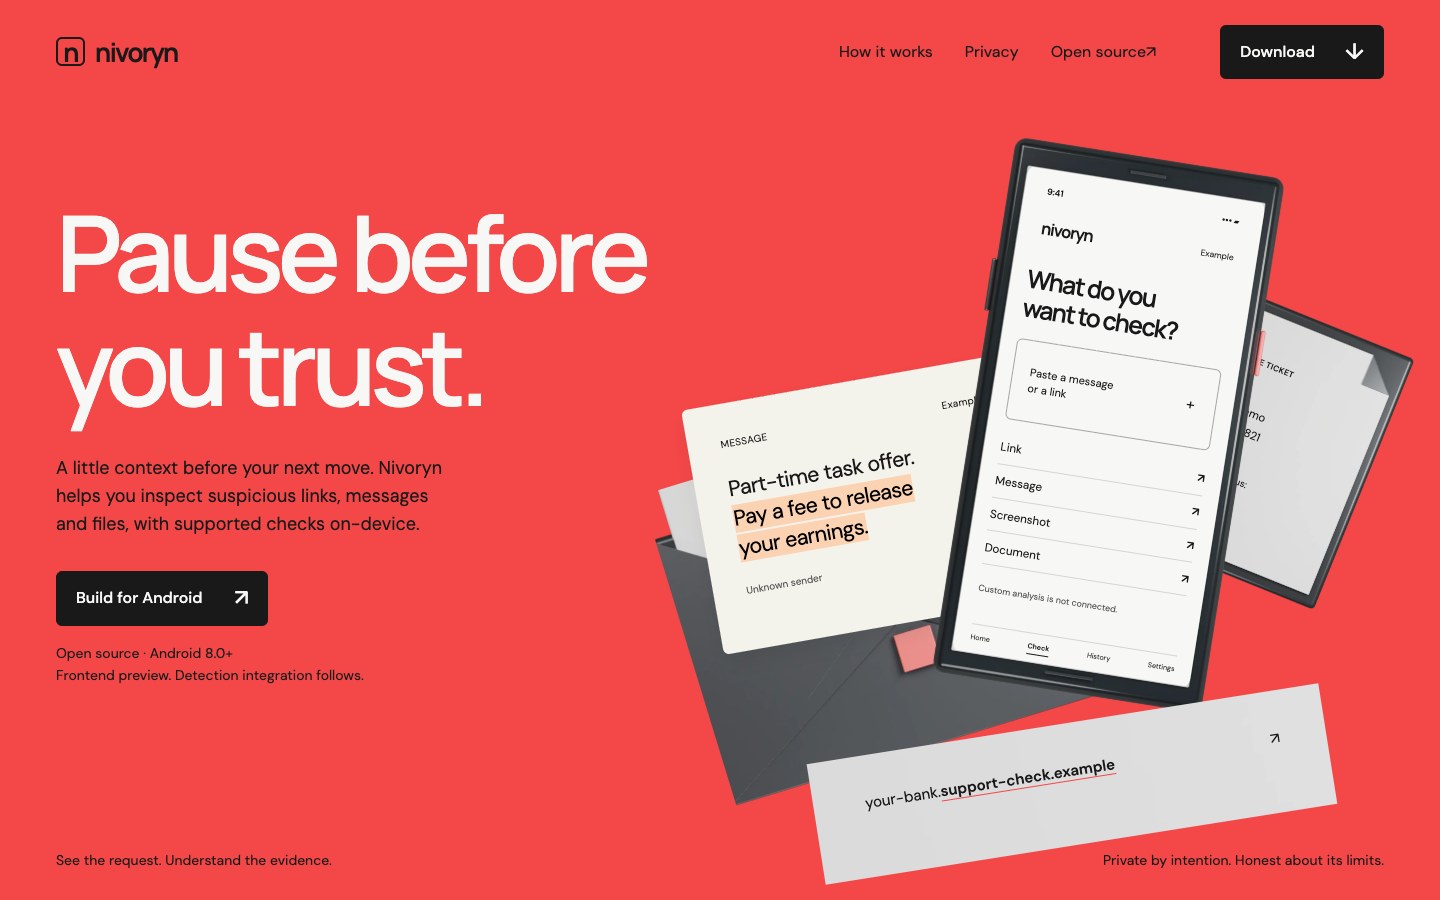 n nivoryn
How it works
Privacy
Open source↗
Download ↓
Pause before
you trust.
A little context before your next move. Nivoryn
helps you inspect suspicious links, messages
and files, with supported checks on-device.
Build for Android ↗
Open source · Android 8.0+
Frontend preview. Detection integration follows.
MESSAGE
Exampl
Part-time task offer.
Pay a fee to release
your earnings.
Unknown sender
9:41
nivoryn
Example
What do you
want to check?
Paste a message
or a link
+
Link ↗
Message ↗
Screenshot ↗
Document ↗
Custom analysis is not connected.
Home
Check
History
Settings
E TICKET
mo
821
us:
your-bank.support-check.example ↗
See the request. Understand the evidence.
Private by intention. Honest about its limits.